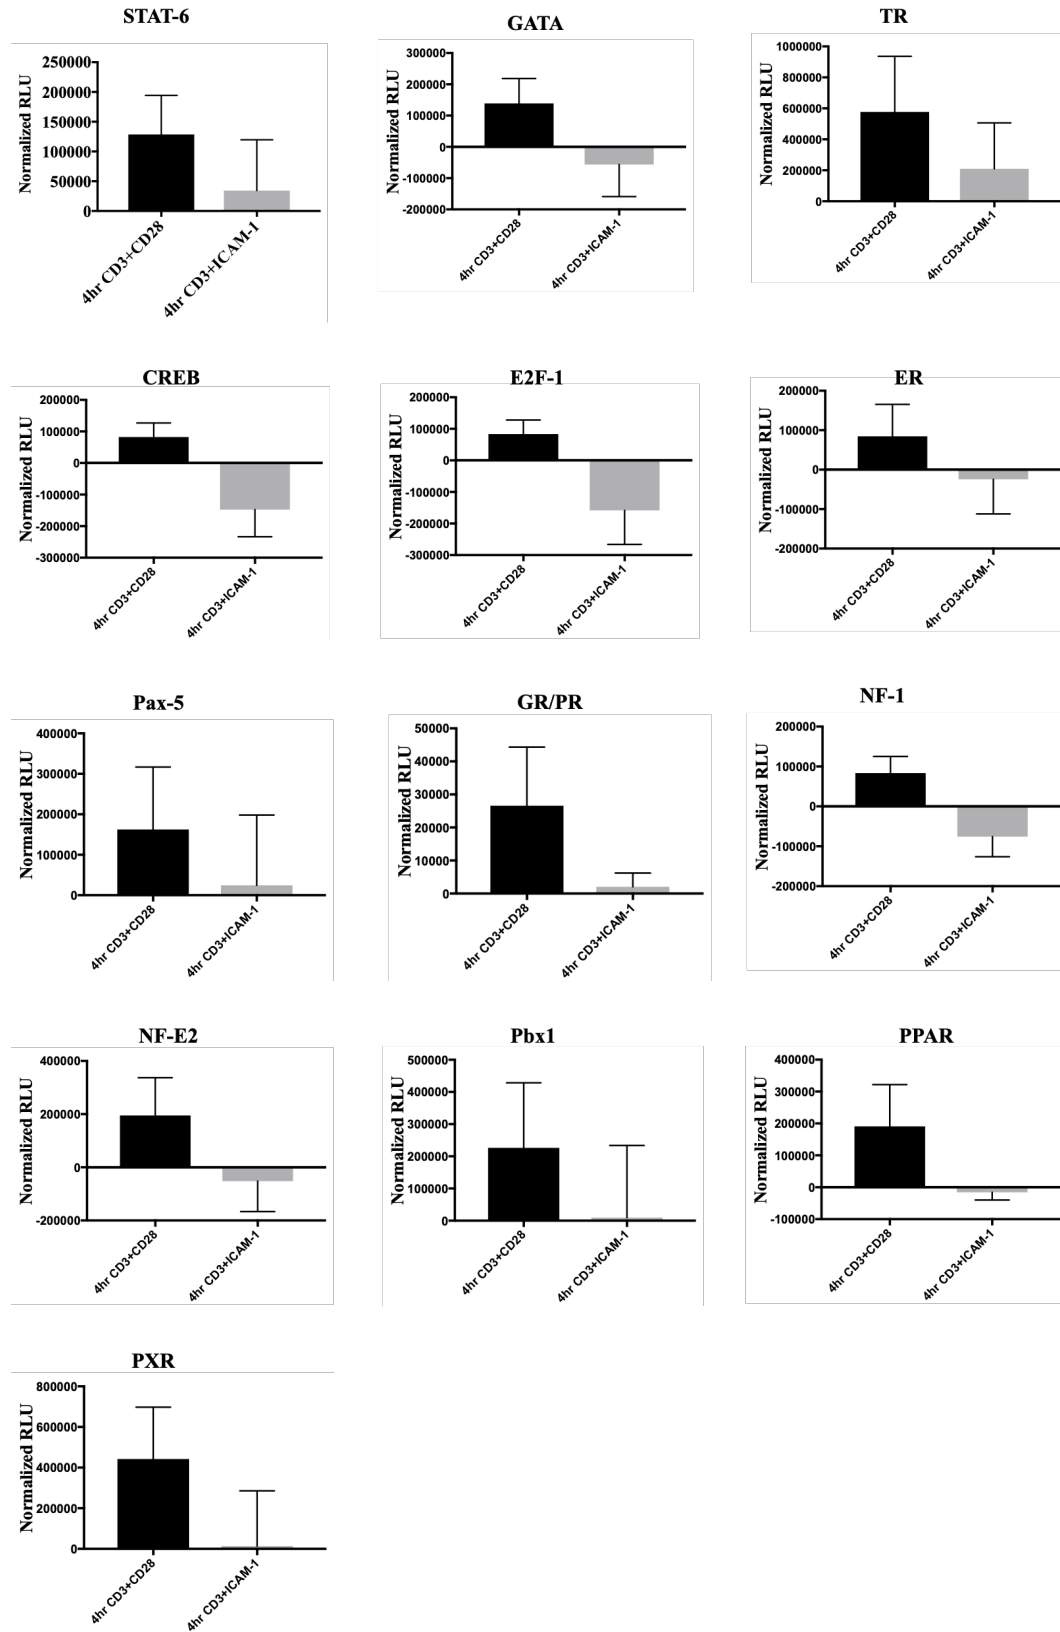 STAT-6
Normalized RLU
250000
200000
150000
100000
50000
0
4hr CD3+CD28
4hr CD3+ICAM-1
GATA
Normalized RLU
300000
200000
100000
0
-100000
-200000
4hr CD3+CD28
4hr CD3+ICAM-1
TR
Normalized RLU
1000000
800000
600000
400000
200000
0
4hr CD3+CD28
4hr CD3+ICAM-1
CREB
Normalized RLU
200000
100000
0
-100000
-200000
-300000
4hr CD3+CD28
4hr CD3+ICAM-1
E2F-1
Normalized RLU
200000
100000
0
-100000
-200000
-300000
4hr CD3+CD28
4hr CD3+ICAM-1
ER
Normalized RLU
200000
100000
0
-100000
-200000
4hr CD3+CD28
4hr CD3+ICAM-1
Pax-5
Normalized RLU
400000
300000
200000
100000
0
4hr CD3+CD28
4hr CD3+ICAM-1
GR/PR
Normalized RLU
50000
40000
30000
20000
10000
0
4hr CD3+CD28
4hr CD3+ICAM-1
NF-1
Normalized RLU
200000
100000
0
-100000
-200000
4hr CD3+CD28
4hr CD3+ICAM-1
NF-E2
Normalized RLU
400000
200000
0
-200000
4hr CD3+CD28
4hr CD3+ICAM-1
Pbx1
Normalized RLU
500000
400000
300000
200000
100000
0
4hr CD3+CD28
4hr CD3+ICAM-1
PPAR
Normalized RLU
400000
300000
200000
100000
0
-100000
4hr CD3+CD28
4hr CD3+ICAM-1
PXR
Normalized RLU
800000
600000
400000
200000
0
4hr CD3+CD28
4hr CD3+ICAM-1